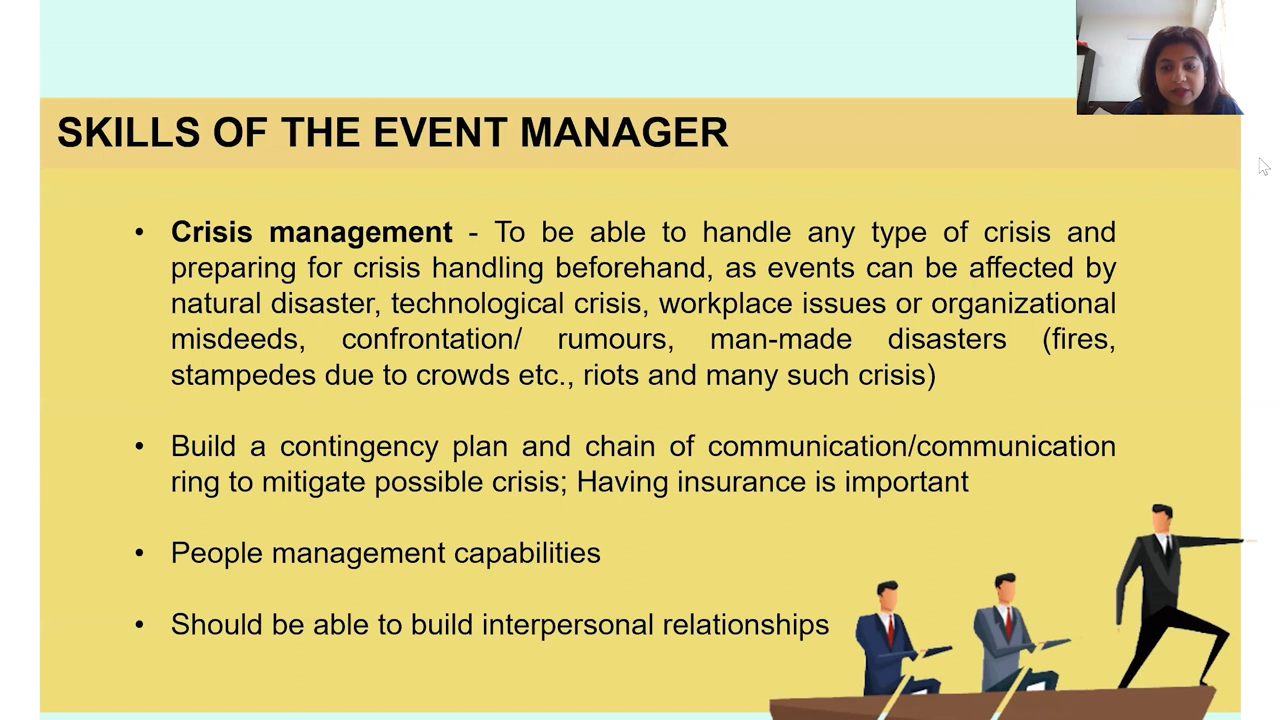 SKILLS OF THE EVENT MANAGER
• Crisis management - To be able to handle any type of crisis and
preparing for crisis handling beforehand, as events can be affected by
natural disaster, technological crisis, workplace issues or organizational
misdeeds, confrontation/ rumours, man-made disasters (fires,
stampedes due to crowds etc., riots and many such crisis)
• Build a contingency plan and chain of communication/communication
ring to mitigate possible crisis; Having insurance is important
• People management capabilities
• Should be able to build interpersonal relationships